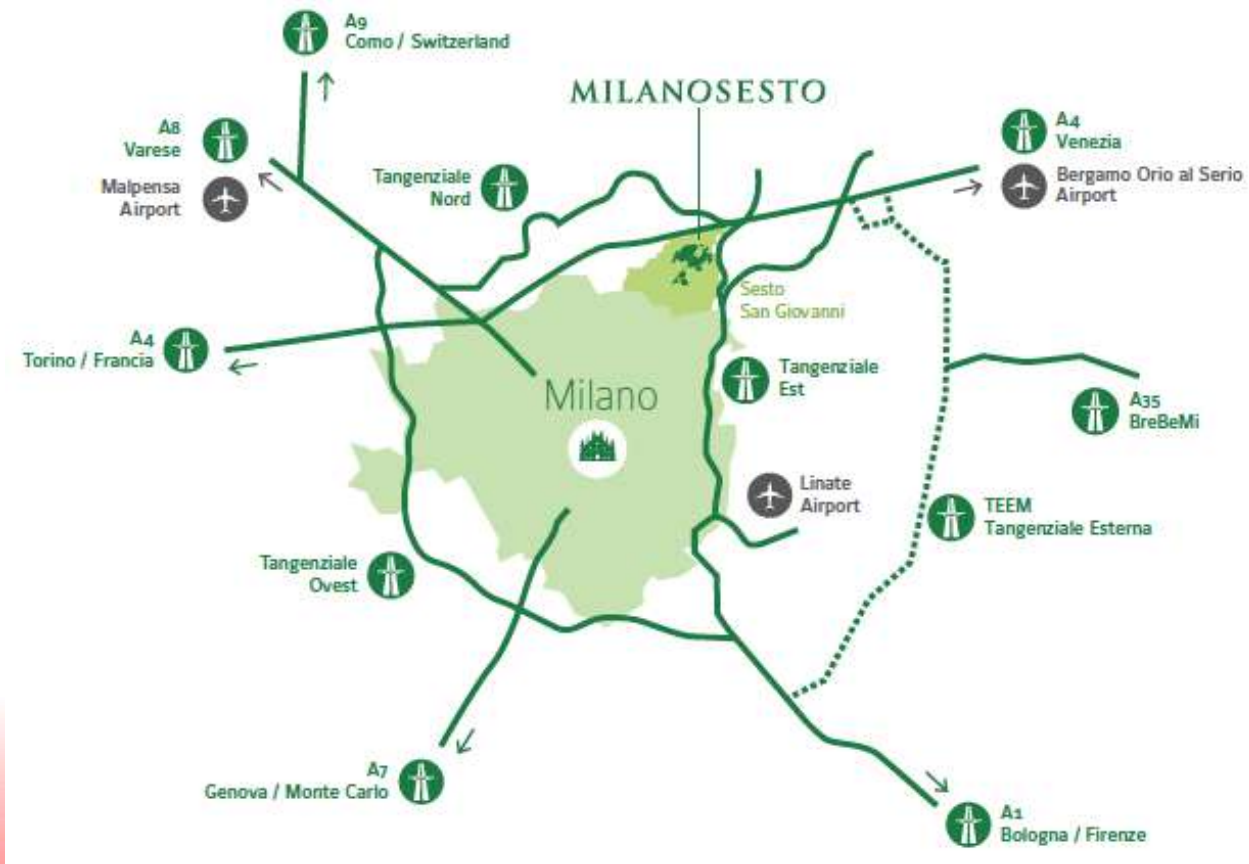 A9
Como / Switzerland
MILANOSESTO
A8
Varese
Malpensa
Airport
Tangenziale
Nord
A4
Venezia
Bergamo Orio al Serio
Airport
Sesto
San Giovanni
A4
Torino / Francia
Milano
Tangenziale
Est
A35
BreBeMi
Linate
Airport
TEEM
Tangenziale Esterna
Tangenziale
Ovest
A7
Genova / Monte Carlo
A1
Bologna / Firenze